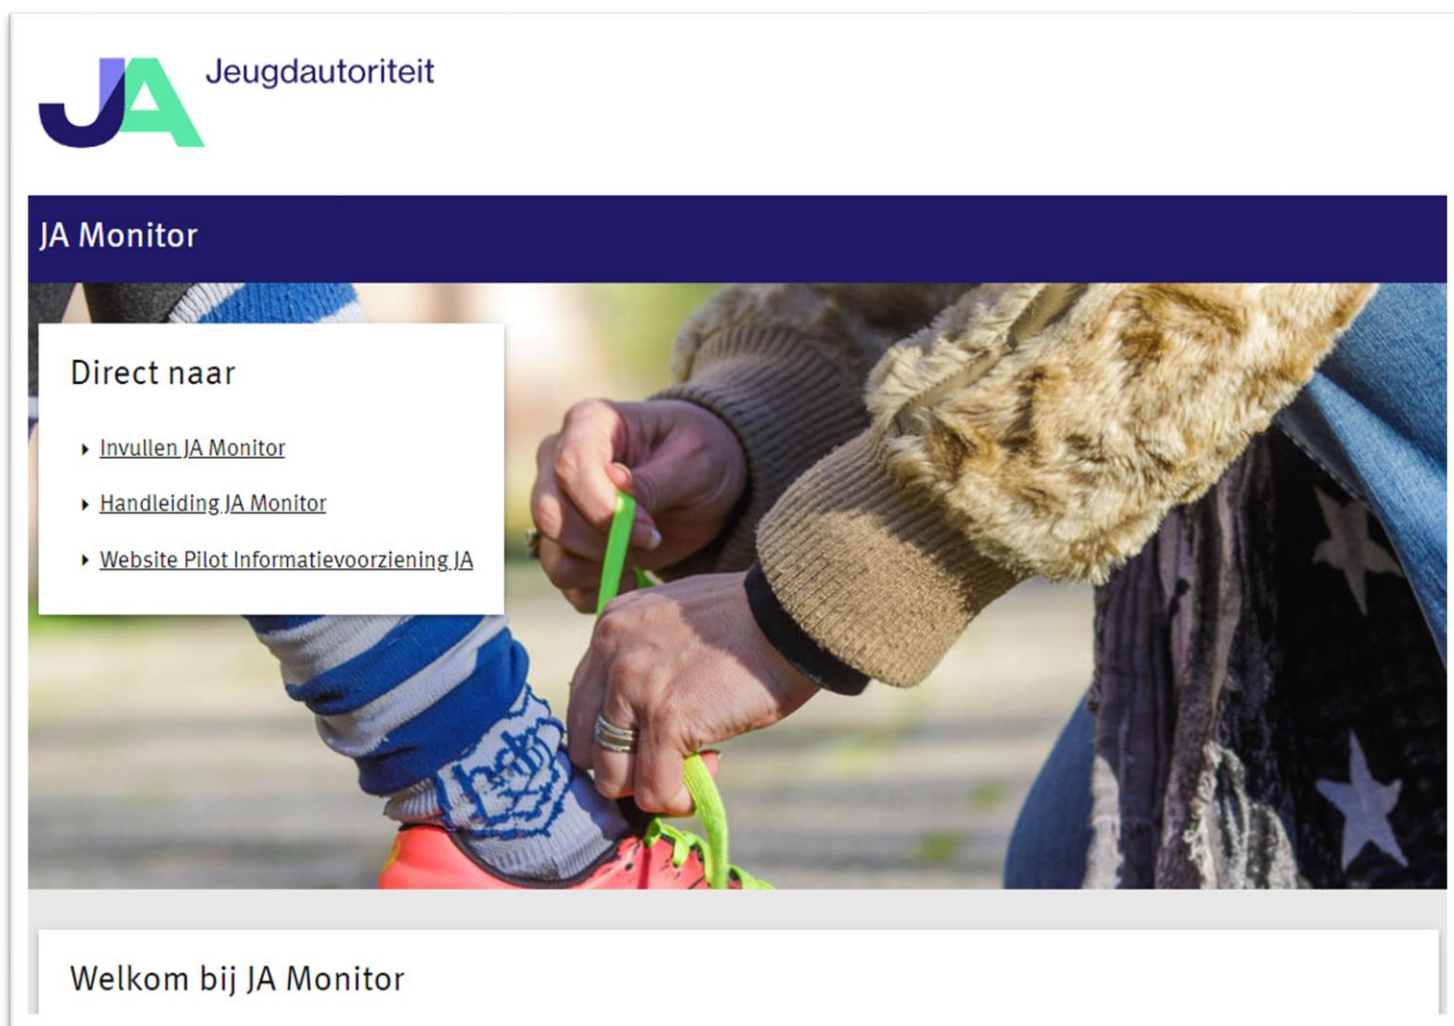 JA
Jeugdautoriteit
JA Monitor
Direct naar
Invullen JA Monitor
Handleiding JA Monitor
Website Pilot Informatievoorziening JA
Welkom bij JA Monitor